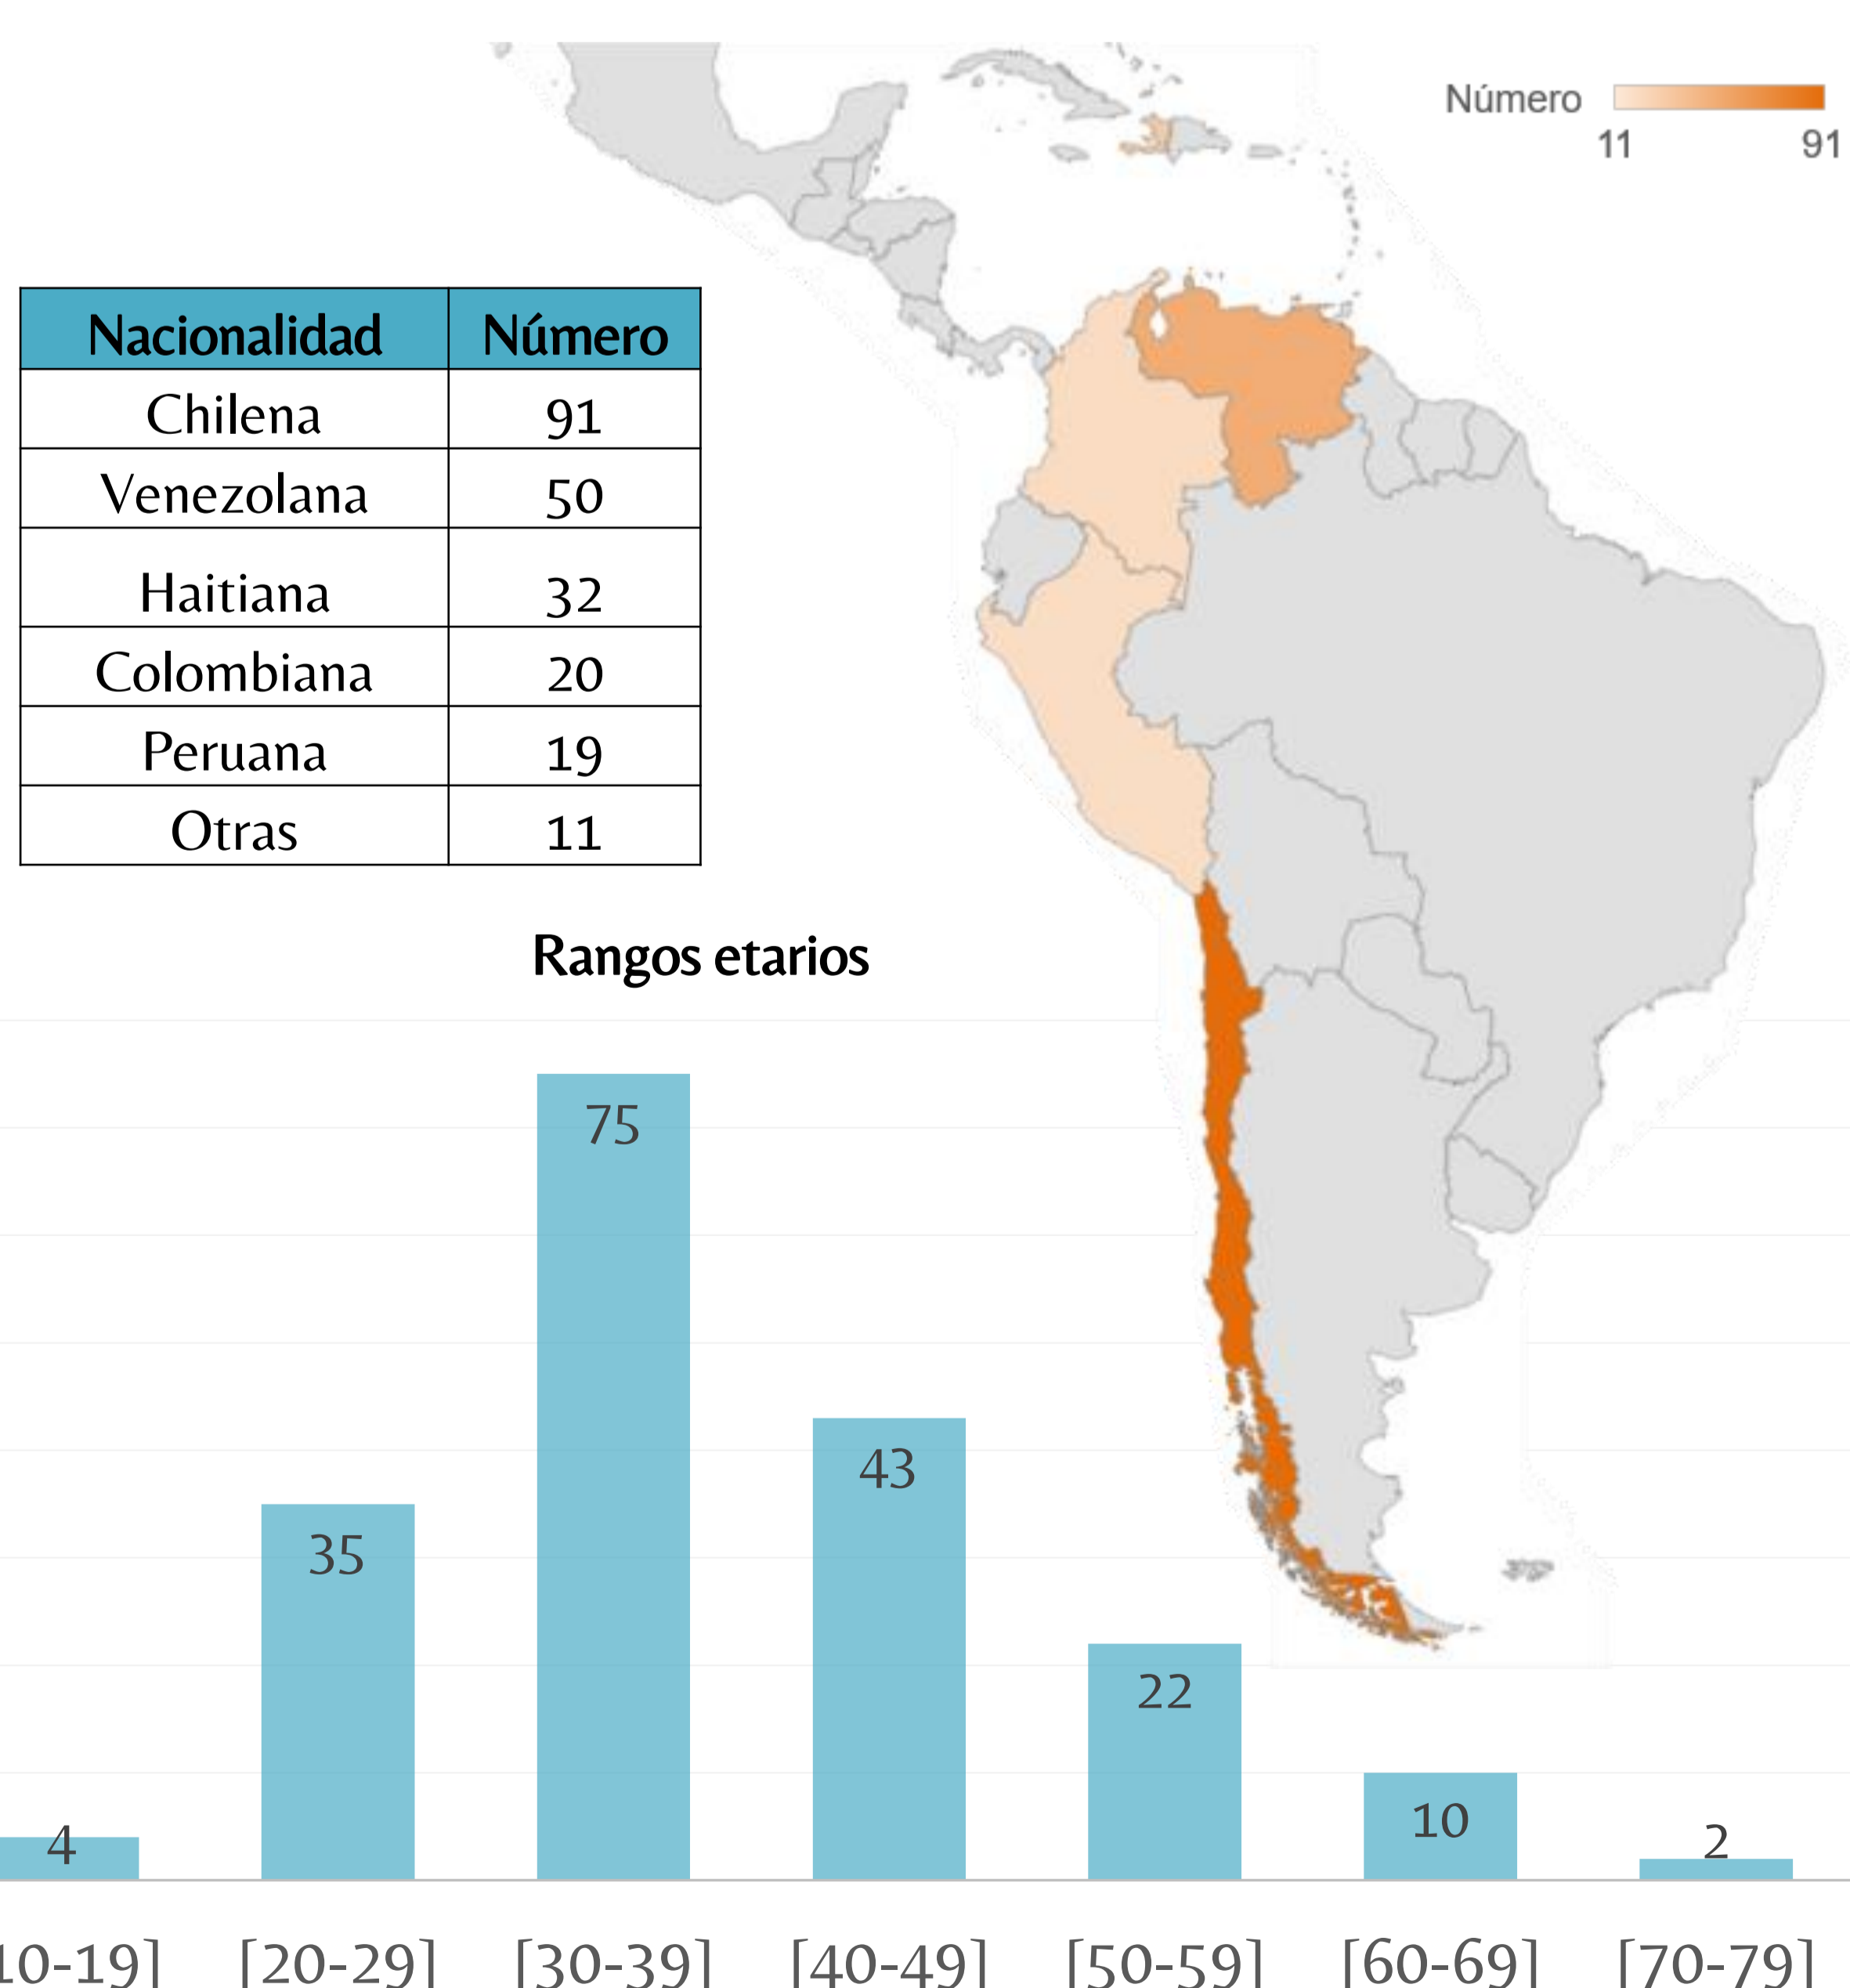 Número
11 91
Nacionalidad Número
Chilena 91
Venezolana 50
Haitiana 32
Colombiana 20
Peruana 19
Otras 11
Rangos etarios
75
43
35
22
10
4
2
10-19] [20-29] [30-39] [40-49] [50-59] [60-69] [70-79]